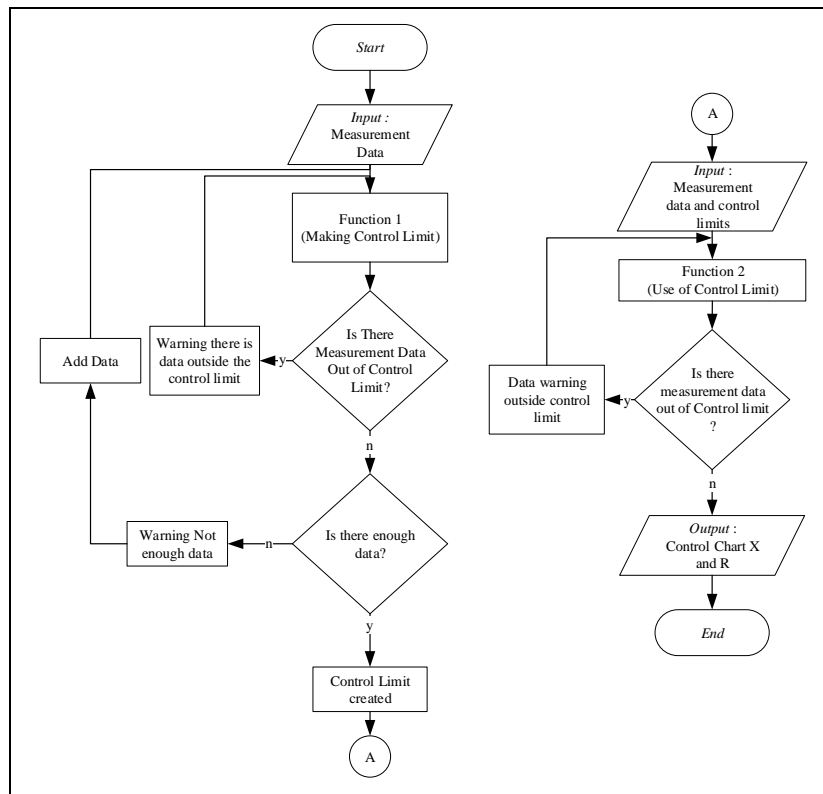 Start
Input :
Measurement
Data
Function 1
(Making Control Limit)
Is There
Measurement Data
Out of Control
Limit?
y
Warning there is
data outside the
control limit
Add Data
n
Is there enough
data?
n
Warning Not
enough data
y
Control Limit
created
A
A
Input :
Measurement
data and control
limits
Function 2
(Use of Control Limit)
Is there
measurement data
out of Control limit
?
y
Data warning
outside control
limit
n
Output :
Control Chart X
and R
End